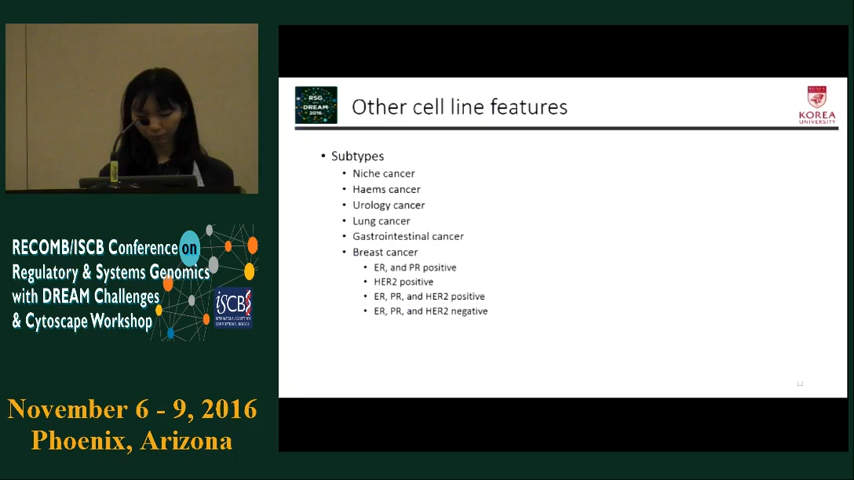 RECOMB/ISCB Conference on
Regulatory & Systems Genomics
with DREAM Challenges
& Cytoscape Workshop
iSCB
November 6 - 9, 2016
Phoenix, Arizona
RSG
DREAM
2016
Other cell line features
KOREA
UNIVERSITY
• Subtypes
• Niche cancer
• Haems cancer
• Urology cancer
• Lung cancer
• Gastrointestinal cancer
• Breast cancer
• ER, and PR positive
• HER2 positive
• ER, PR, and HER2 positive
• ER, PR, and HER2 negative